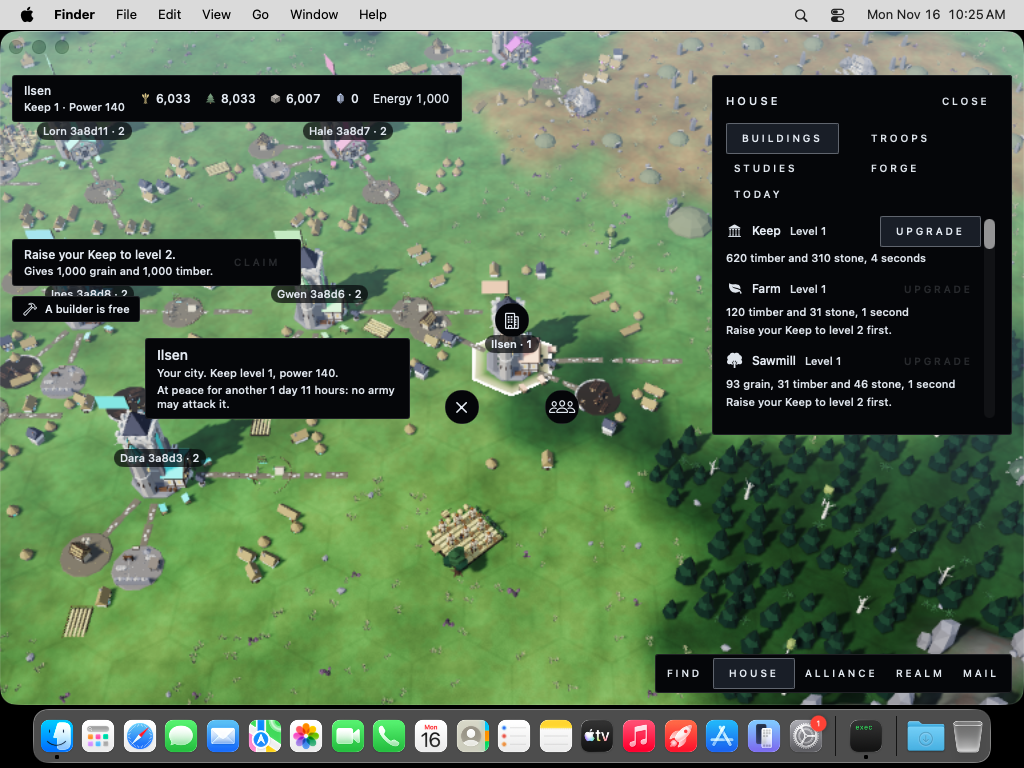 Finder File Edit View Go Window Help Mon Nov 16 10:25 AM
Ilsen
Keep 1 · Power 140
6,033 8,033 6,007 0 Energy 1,000
Lorn 3a8d11 · 2
Hale 3a8d7 · 2
Raise your Keep to level 2.
Gives 1,000 grain and 1,000 timber.
CLAIM
Ines 3a8d8 · 2
Gwen 3a8d6 · 2
A builder is free
Ilsen · 1
Ilsen
Your city. Keep level 1, power 140.
At peace for another 1 day 11 hours: no army
may attack it.
Dara 3a8d3 · 2
HOUSE CLOSE
BUILDINGS TROOPS
STUDIES FORGE
TODAY
Keep Level 1 UPGRADE
620 timber and 310 stone, 4 seconds
Farm Level 1 UPGRADE
120 timber and 31 stone, 1 second
Raise your Keep to level 2 first.
Sawmill Level 1 UPGRADE
93 grain, 31 timber and 46 stone, 1 second
Raise your Keep to level 2 first.
FIND HOUSE ALLIANCE REALM MAIL
Mon
16
tv
1
exec